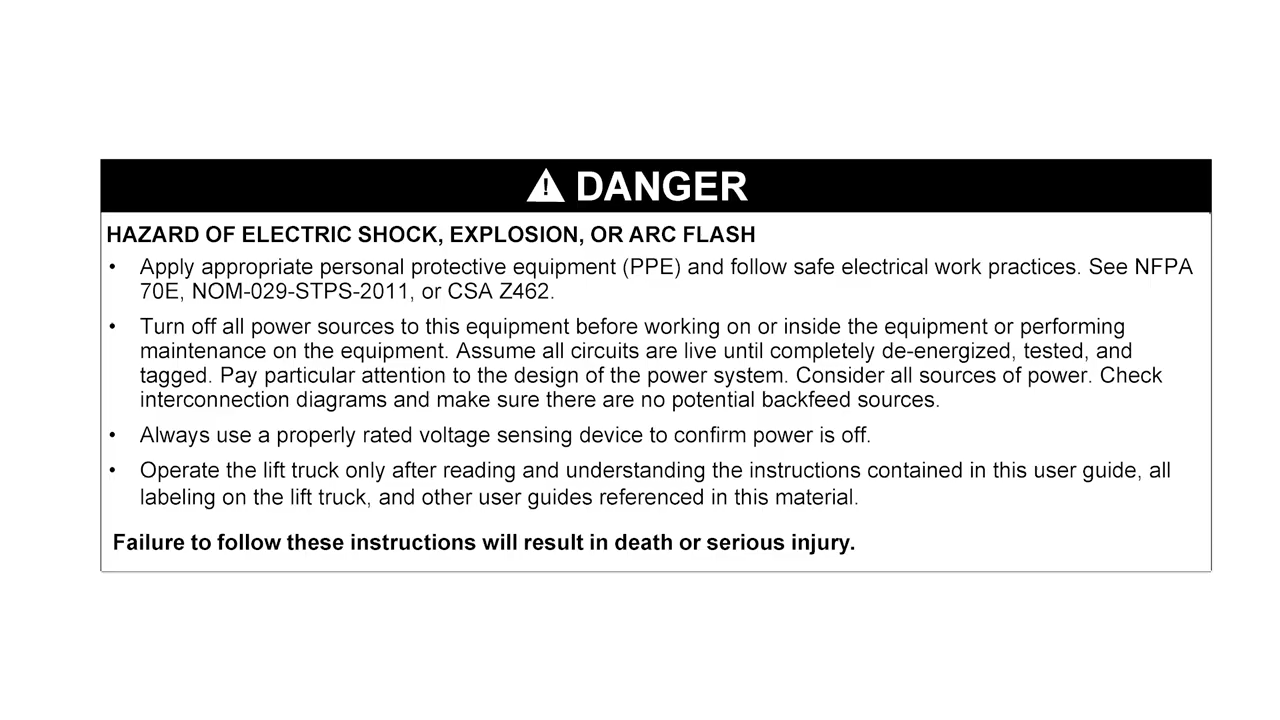 DANGER
HAZARD OF ELECTRIC SHOCK, EXPLOSION, OR ARC FLASH
• Apply appropriate personal protective equipment (PPE) and follow safe electrical work practices. See NFPA
70E, NOM-029-STPS-2011, or CSA Z462.
• Turn off all power sources to this equipment before working on or inside the equipment or performing
maintenance on the equipment. Assume all circuits are live until completely de-energized, tested, and
tagged. Pay particular attention to the design of the power system. Consider all sources of power. Check
interconnection diagrams and make sure there are no potential backfeed sources.
• Always use a properly rated voltage sensing device to confirm power is off.
• Operate the lift truck only after reading and understanding the instructions contained in this user guide, all
labeling on the lift truck, and other user guides referenced in this material.
Failure to follow these instructions will result in death or serious injury.